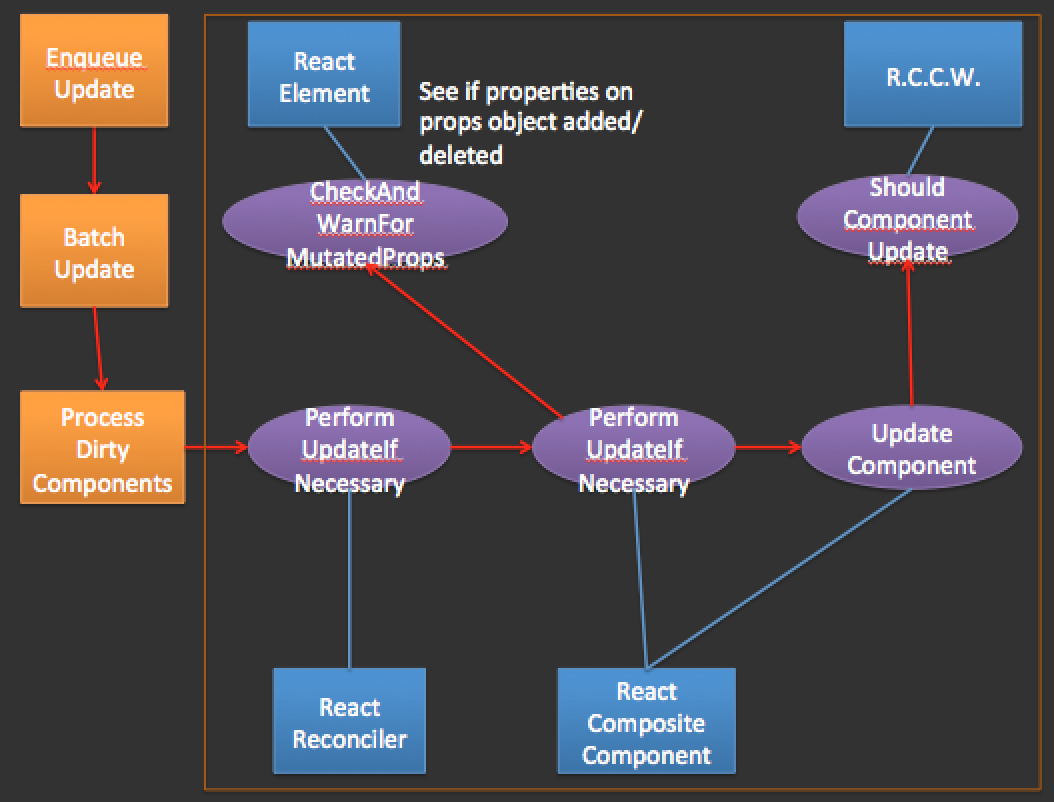 Enqueue
Update
React
Element
See if properties on
props object added/
deleted
R.C.C.W.
CheckAnd
WarnFor
MutatedProps
Should
Component
Update
Batch
Update
Process
Dirty
Components
Perform
UpdateIf
Necessary
Perform
UpdateIf
Necessary
Update
Component
React
Reconciler
React
Composite
Component